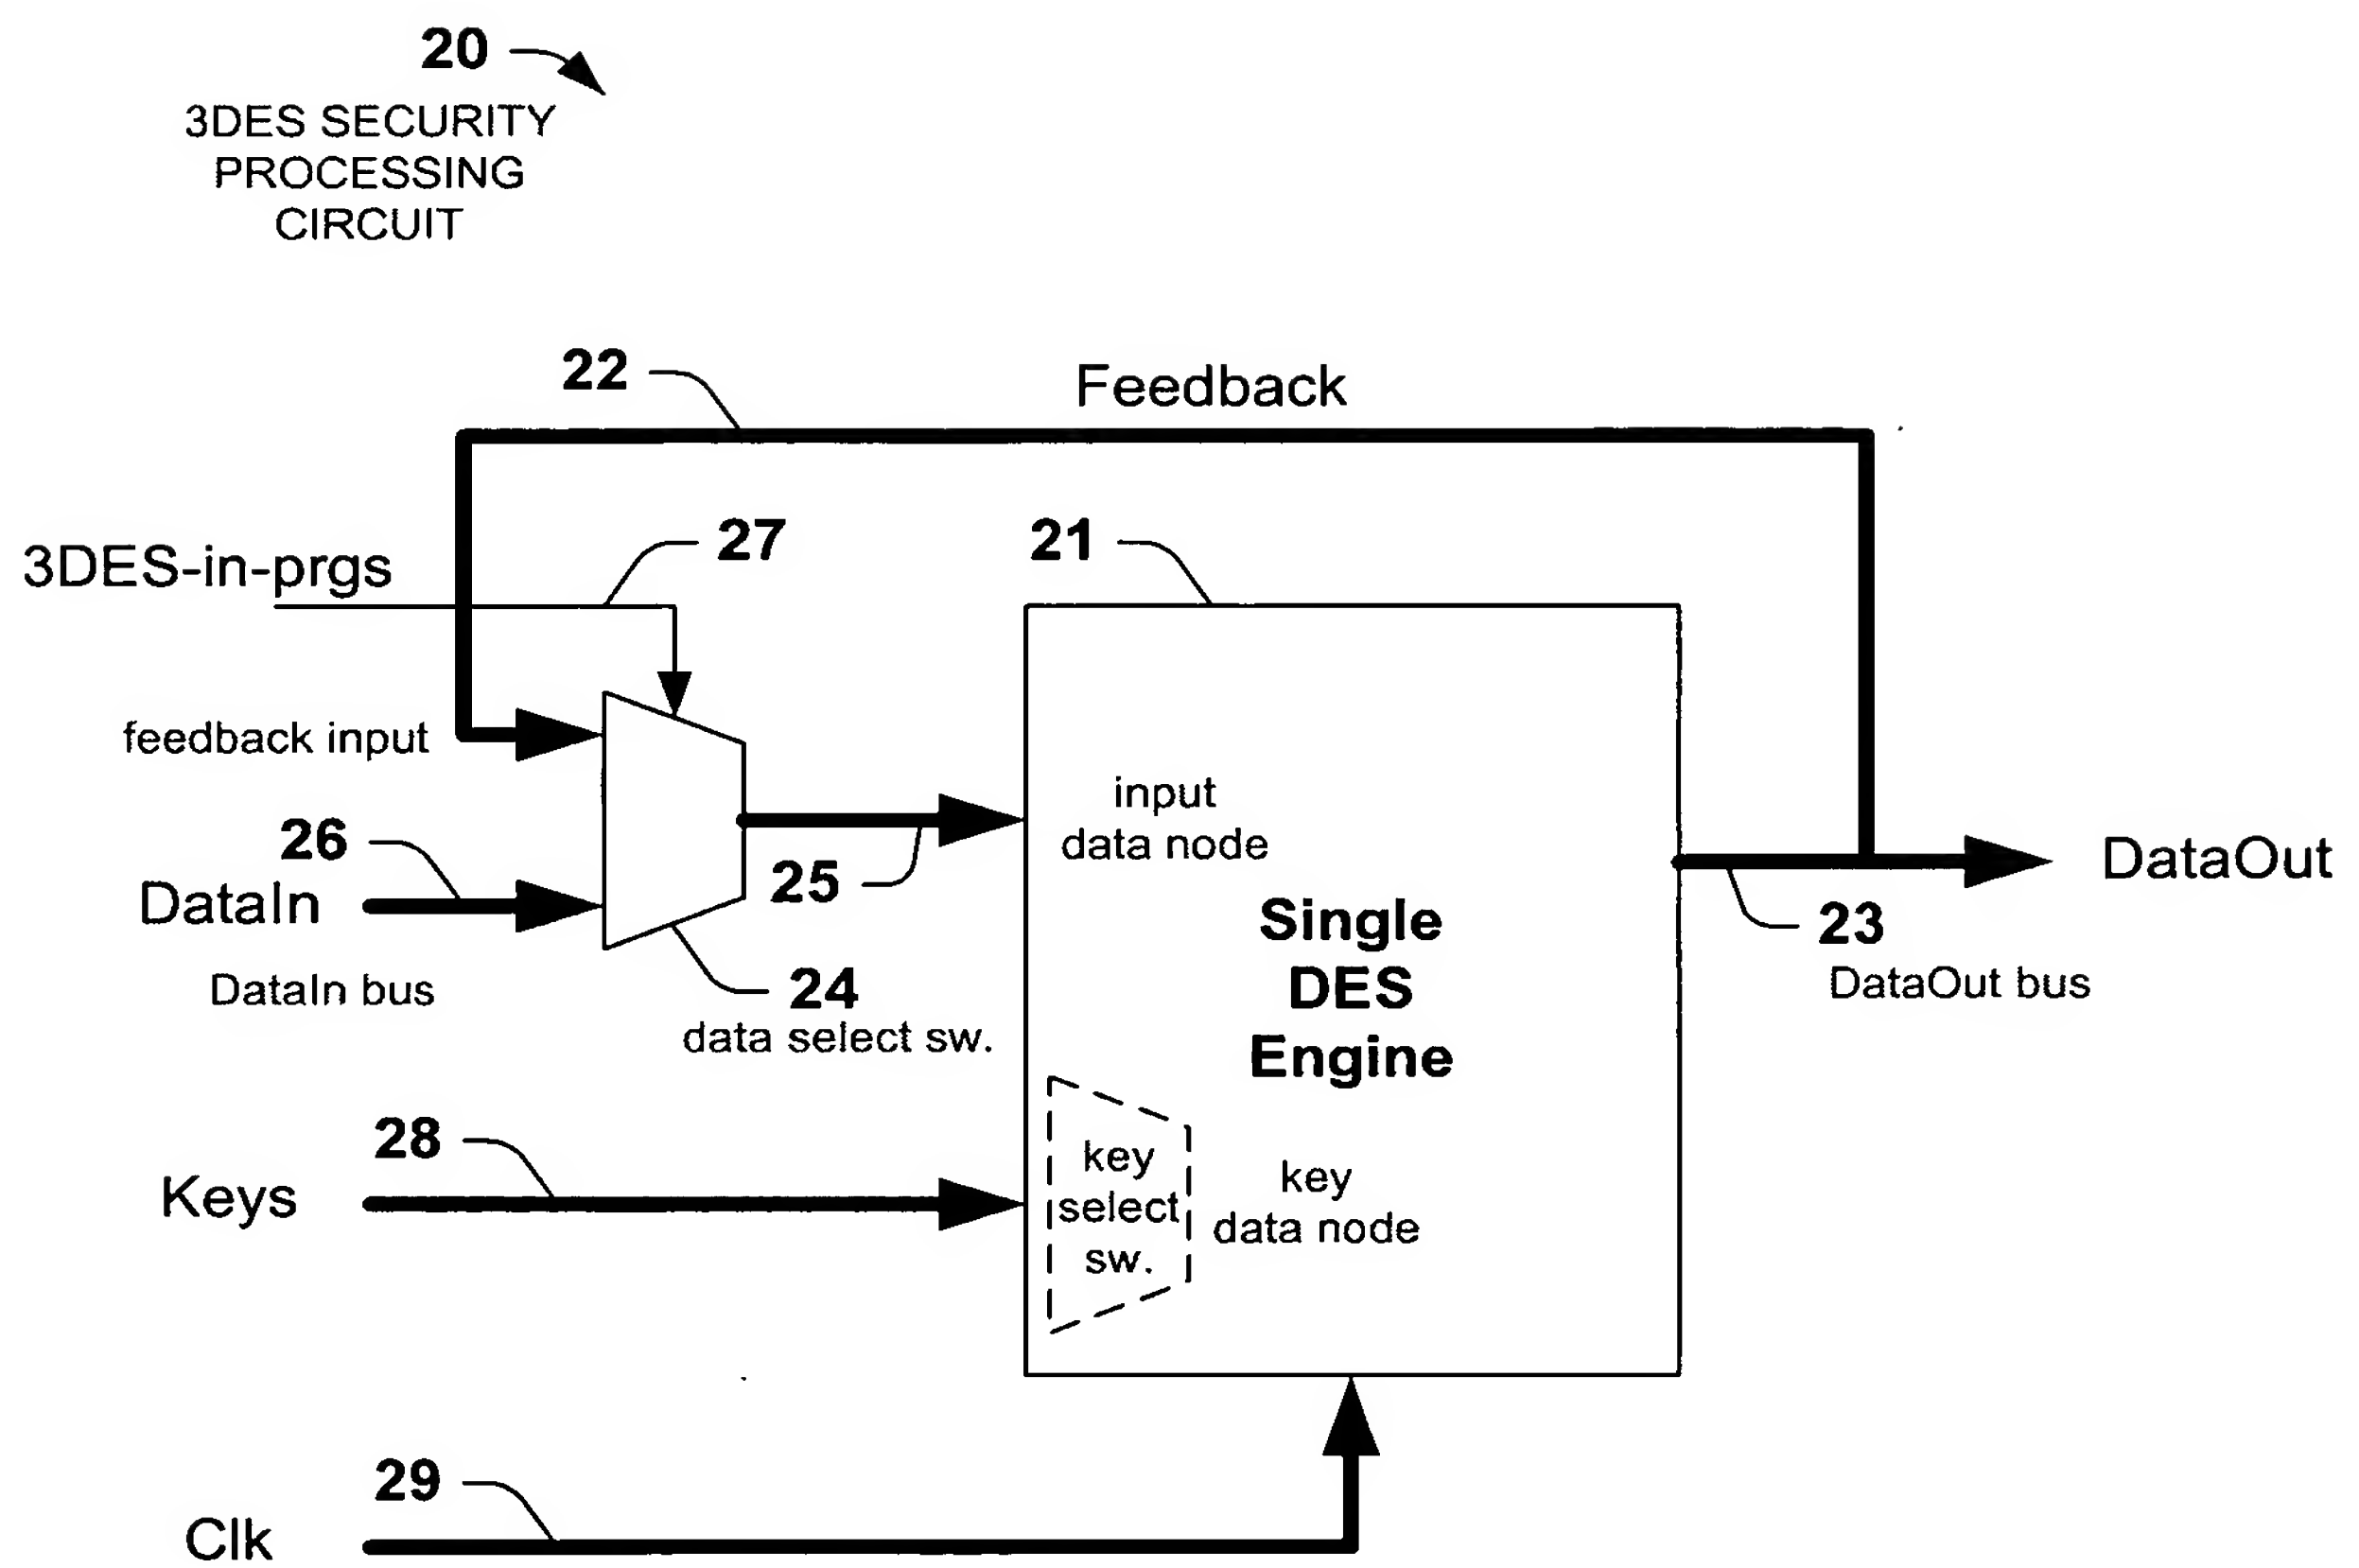 20
3DES SECURITY
PROCESSING
CIRCUIT
22
Feedback
3DES-in-prgs
27
21
feedback input
26
DataIn
DataIn bus
25
24
data select sw.
input
data node
Single
DES
Engine
DataOut
23
DataOut bus
28
Keys
key
select
sw.
key
data node
29
Clk